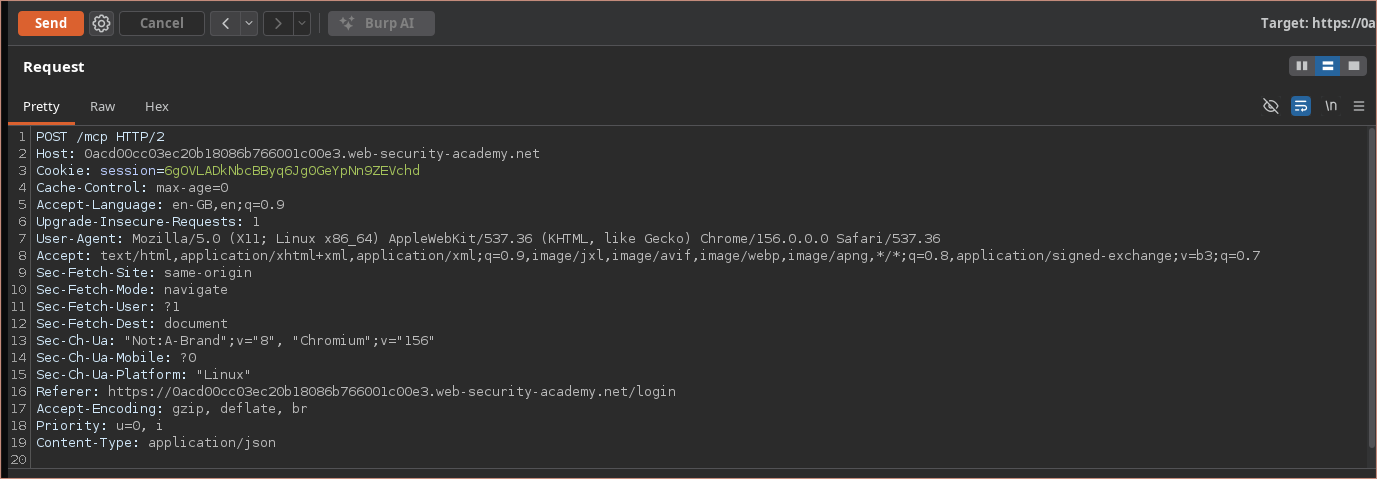 Send Cancel Burp AI Target: https://0a
Request
Pretty Raw Hex \n
1 POST /mcp HTTP/2
2 Host: 0acd00cc03ec20b18086b766001c00e3.web-security-academy.net
3 Cookie: session=6gOVLADkNbcBByq6JgOGeYpNn9ZEVchd
4 Cache-Control: max-age=0
5 Accept-Language: en-GB,en;q=0.9
6 Upgrade-Insecure-Requests: 1
7 User-Agent: Mozilla/5.0 (X11; Linux x86_64) AppleWebKit/537.36 (KHTML, like Gecko) Chrome/156.0.0.0 Safari/537.36
8 Accept: text/html,application/xhtml+xml,application/xml;q=0.9,image/jxl,image/avif,image/webp,image/apng,*/*;q=0.8,application/signed-exchange;v=b3;q=0.7
9 Sec-Fetch-Site: same-origin
10 Sec-Fetch-Mode: navigate
11 Sec-Fetch-User: ?1
12 Sec-Fetch-Dest: document
13 Sec-Ch-Ua: "Not:A-Brand";v="8", "Chromium";v="156"
14 Sec-Ch-Ua-Mobile: ?0
15 Sec-Ch-Ua-Platform: "Linux"
16 Referer: https://0acd00cc03ec20b18086b766001c00e3.web-security-academy.net/login
17 Accept-Encoding: gzip, deflate, br
18 Priority: u=0, i
19 Content-Type: application/json
20